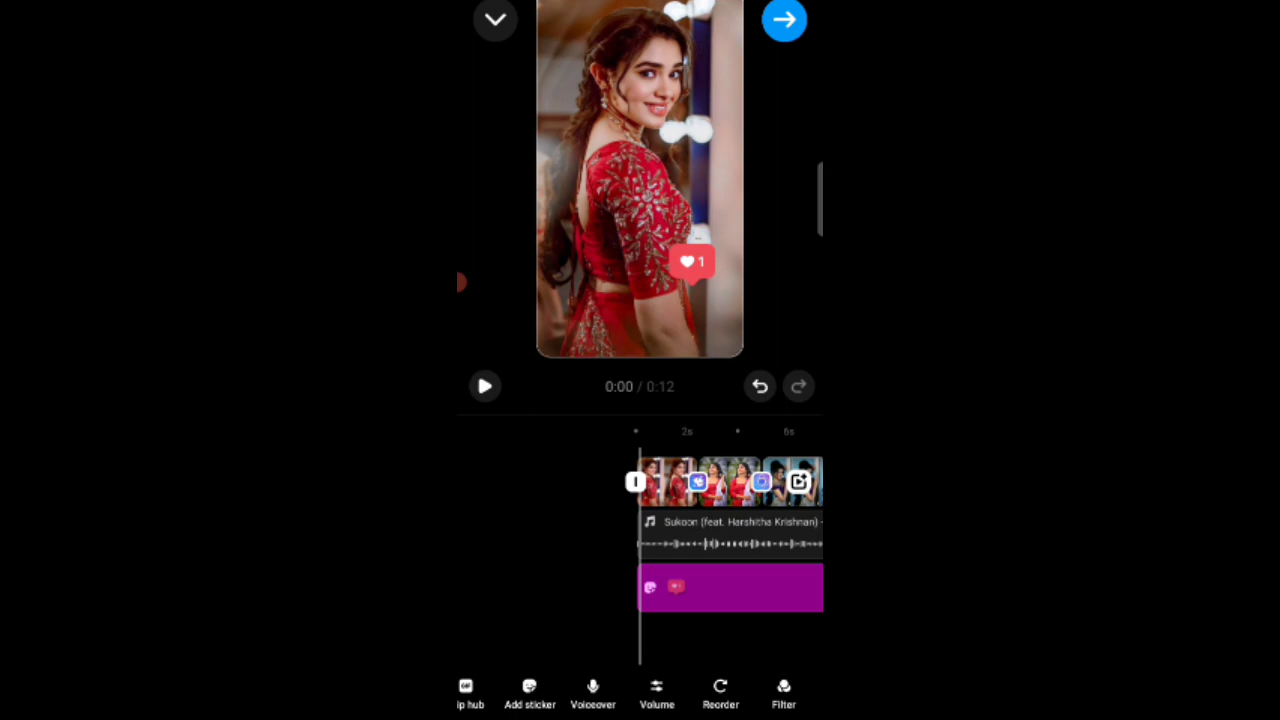 1
0:00 / 0:12
2s
6s
Sukoon (feat. Harshitha Krishnan) -
GIF
ip hub
Add sticker
Voiceover
Volume
Reorder
Filter